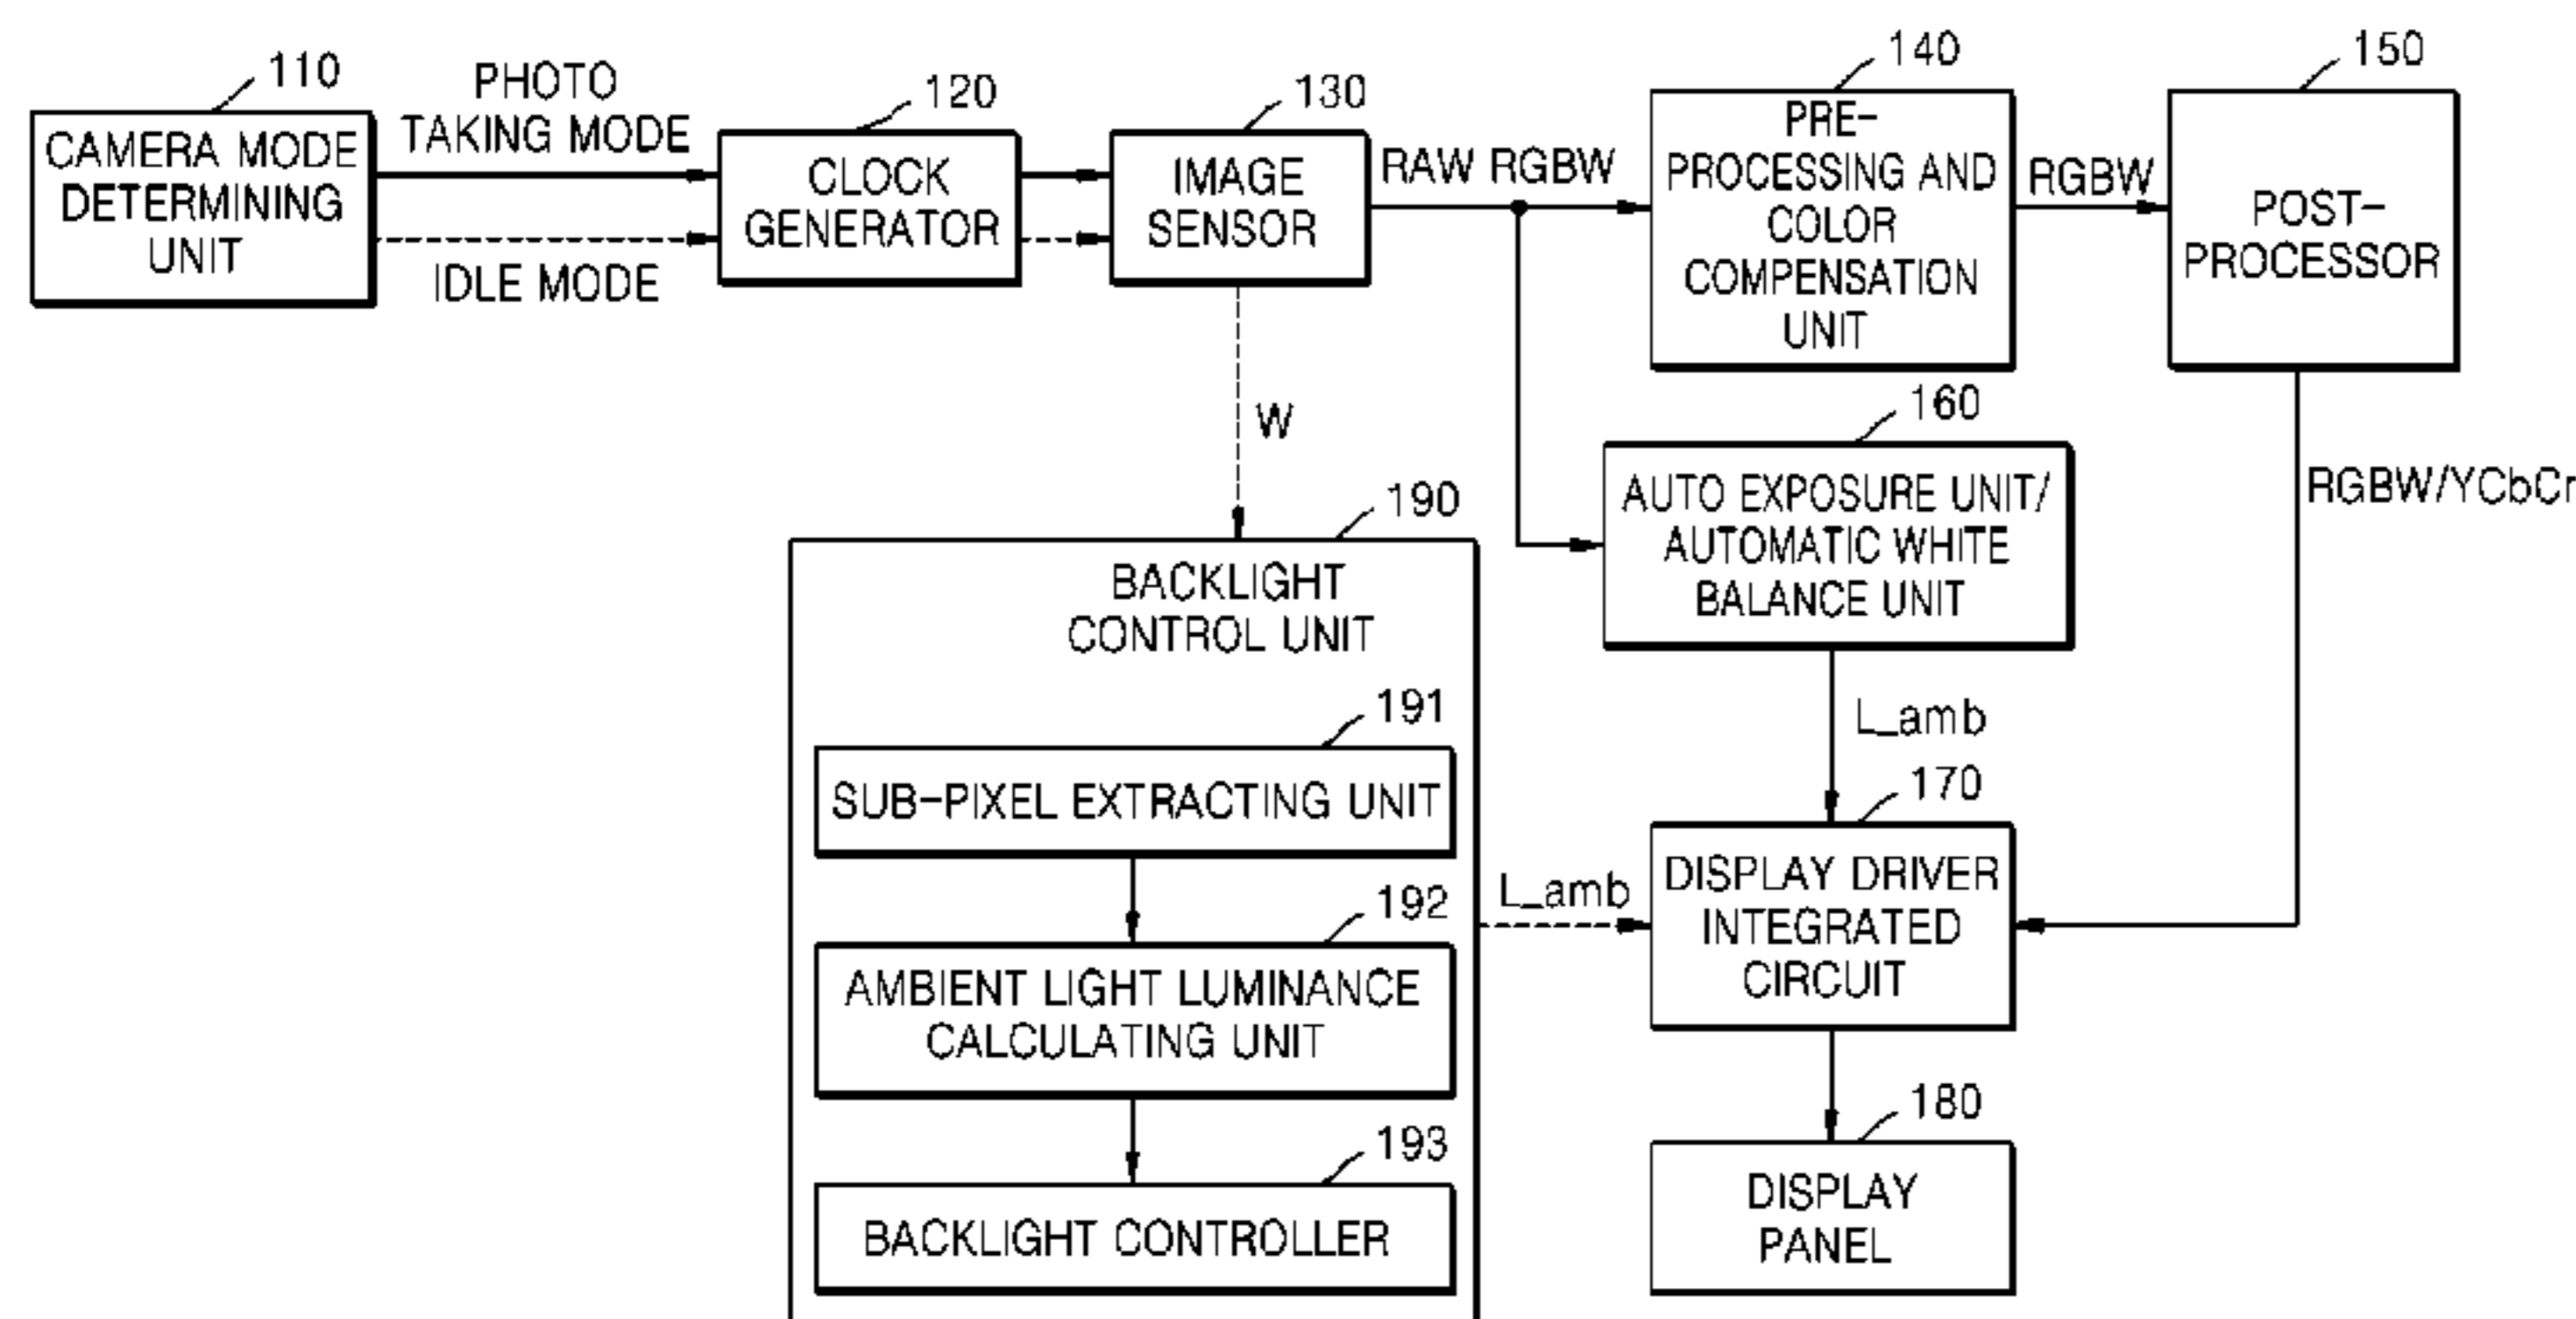 110
CAMERA MODE
DETERMINING
UNIT
PHOTO
TAKING MODE
IDLE MODE
120
CLOCK
GENERATOR
130
IMAGE
SENSOR
RAW RGBW
140
PRE-
PROCESSING AND
COLOR
COMPENSATION
UNIT
RGBW
150
POST-
PROCESSOR
W
160
AUTO EXPOSURE UNIT/
AUTOMATIC WHITE
BALANCE UNIT
RGBW/YCbCr
190
BACKLIGHT
CONTROL UNIT
191
SUB-PIXEL EXTRACTING UNIT
192
AMBIENT LIGHT LUMINANCE
CALCULATING UNIT
193
BACKLIGHT CONTROLLER
L_amb
L_amb
170
DISPLAY DRIVER
INTEGRATED
CIRCUIT
180
DISPLAY
PANEL